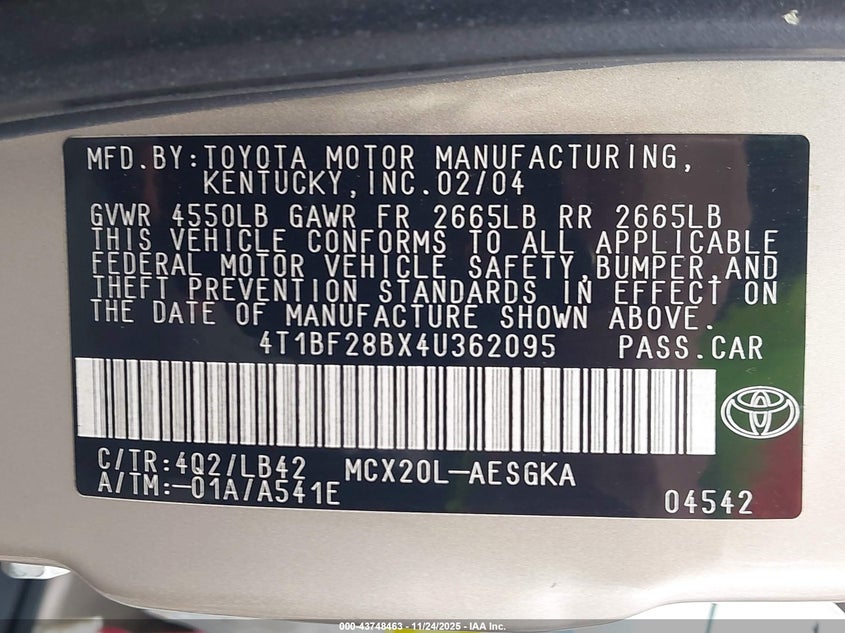 MFD.BY:TOYOTA MOTOR MANUFACTURING,
KENTUCKY,INC.02/04
GVWR 4550LB GAWR FR 2665LB RR 2665LB
THIS VEHICLE CONFORMS TO ALL APPLICABLE
FEDERAL MOTOR VEHICLE SAFETY,BUMPER,AND
THEFT PREVENTION STANDARDS IN EFFECT ON
THE DATE OF MANUFACTURE SHOWN ABOVE.
4T1BF28BX4U362095 PASS.CAR
C/TR:4Q2/LB42 MCX20L-AESGKA
A/TM:-01A/A541E
04542
000-43748463 - 11/24/2025 - IAA Inc.